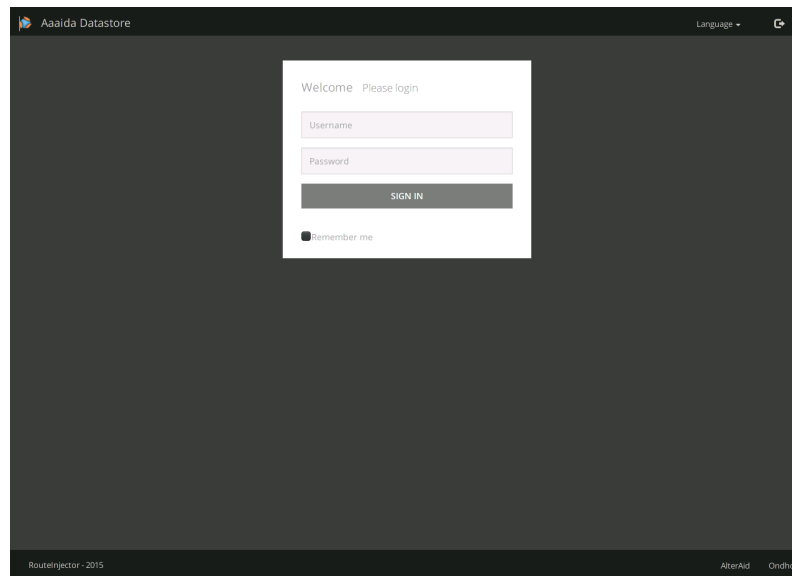 Aaaida Datastore Language
Welcome Please login
Username
Password
SIGN IN
Remember me
RouteInjector - 2015 AlterAid